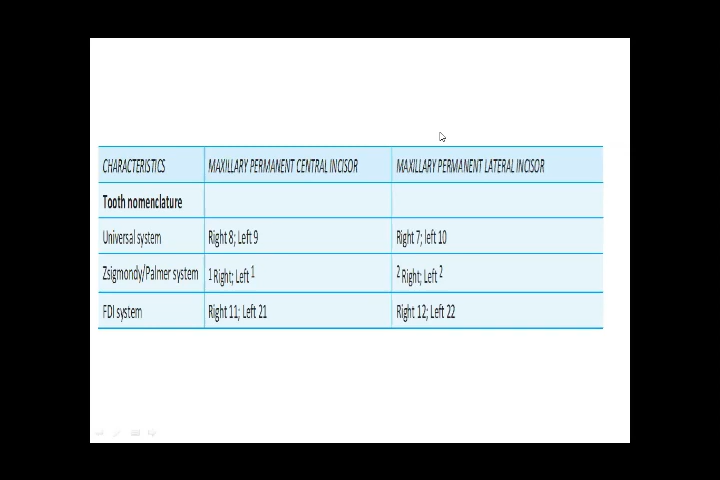 CHARACTERISTICS MAXILLARY PERMANENT CENTRAL INCISOR MAXILLARY PERMANENT LATERAL INCISOR
Tooth nomenclature
Universal system Right 8; Left 9 Right 7; left 10
Zsigmondy/Palmer system 1 Right; Left 1 2 Right; Left 2
FDI system Right 11; Left 21 Right 12; Left 22